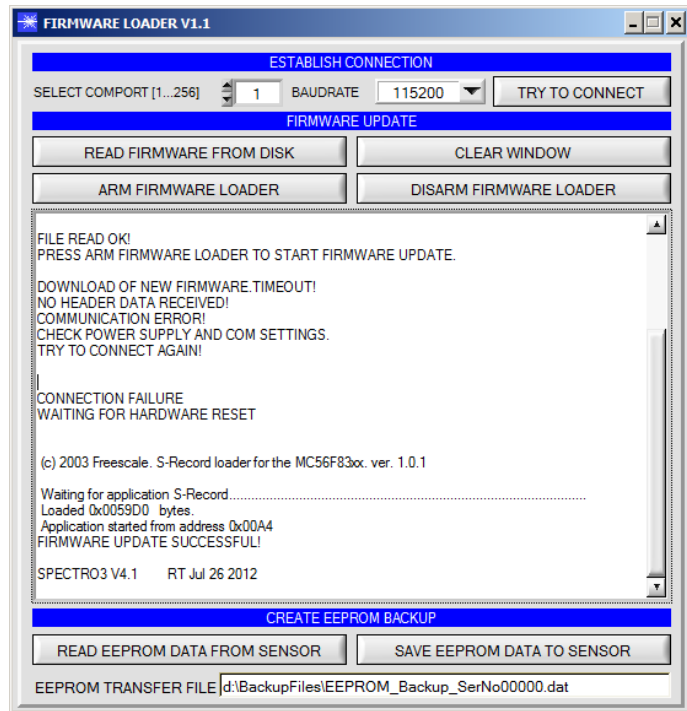 FIRMWARE LOADER V1.1
ESTABLISH CONNECTION
SELECT COMPORT [1...256] 1 BAUDRATE 115200 TRY TO CONNECT
FIRMWARE UPDATE
READ FIRMWARE FROM DISK CLEAR WINDOW
ARM FIRMWARE LOADER DISARM FIRMWARE LOADER
FILE READ OK!
PRESS ARM FIRMWARE LOADER TO START FIRMWARE UPDATE.
DOWNLOAD OF NEW FIRMWARE.TIMEOUT!
NO HEADER DATA RECEIVED!
COMMUNICATION ERROR!
CHECK POWER SUPPLY AND COM SETTINGS.
TRY TO CONNECT AGAIN!
CONNECTION FAILURE
WAITING FOR HARDWARE RESET
(c) 2003 Freescale. S-Record loader for the MC56F83xx. ver. 1.0.1
Waiting for application S-Record...............................................................................................
Loaded 0x0059D0 bytes.
Application started from address 0x00A4
FIRMWARE UPDATE SUCCESSFUL!
SPECTRO3 V4.1 RT Jul 26 2012
CREATE EEPROM BACKUP
READ EEPROM DATA FROM SENSOR SAVE EEPROM DATA TO SENSOR
EEPROM TRANSFER FILE d:\BackupFiles\EEPROM_Backup_SerNo00000.dat